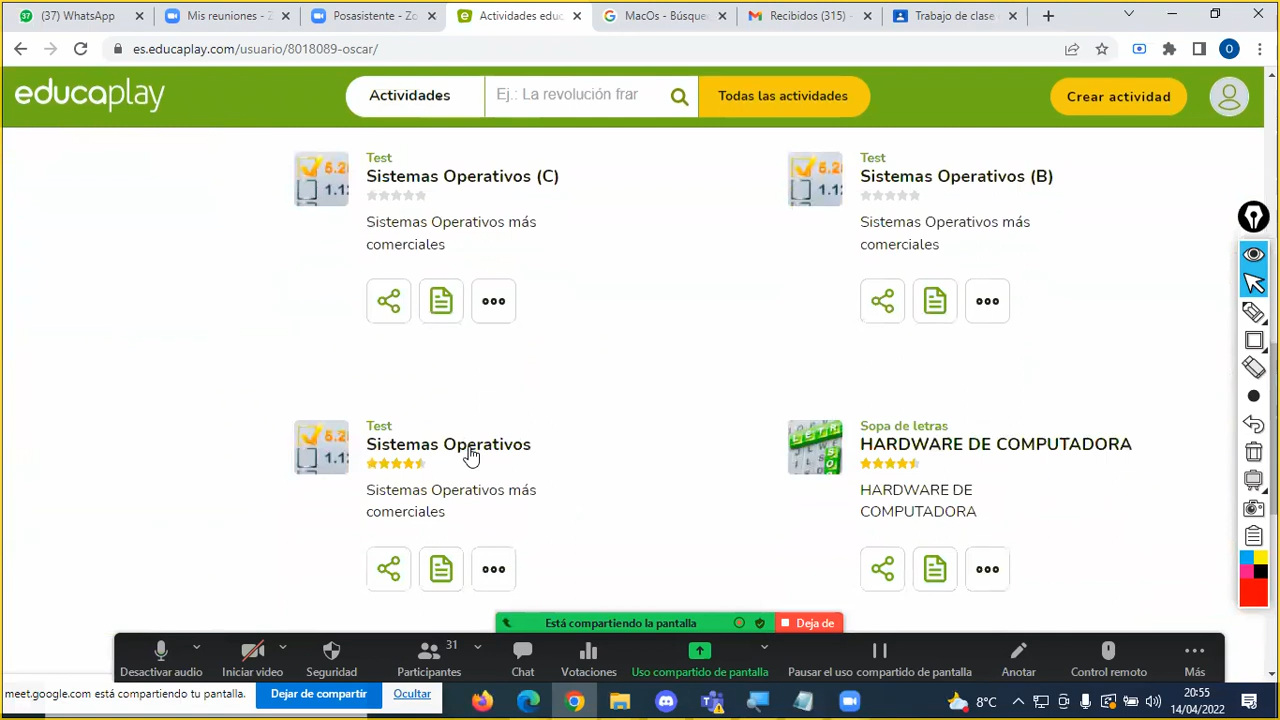 (37) WhatsApp
Mis reuniones - Z
Posasistente - Zo
Actividades educ
MacOs - Búsque
Recibidos (315) -
Trabajo de clase
es.educaplay.com/usuario/8018089-oscar/
O
educaplay
Actividades
Ej.: La revolución frar
Todas las actividades
Crear actividad
Test
Sistemas Operativos (C)
Sistemas Operativos más
comerciales
Test
Sistemas Operativos (B)
Sistemas Operativos más
comerciales
Test
Sistemas Operativos
Sistemas Operativos más
comerciales
Sopa de letras
HARDWARE DE COMPUTADORA
HARDWARE DE
COMPUTADORA
Está compartiendo la pantalla
Deja de
Desactivar audio
Iniciar video
Seguridad
31
Participantes
Chat
Votaciones
Uso compartido de pantalla
Pausar el uso compartido de pantalla
Anotar
Control remoto
Más
meet.google.com está compartiendo tu pantalla.
Dejar de compartir
Ocultar
8°C
20:55
14/04/2022